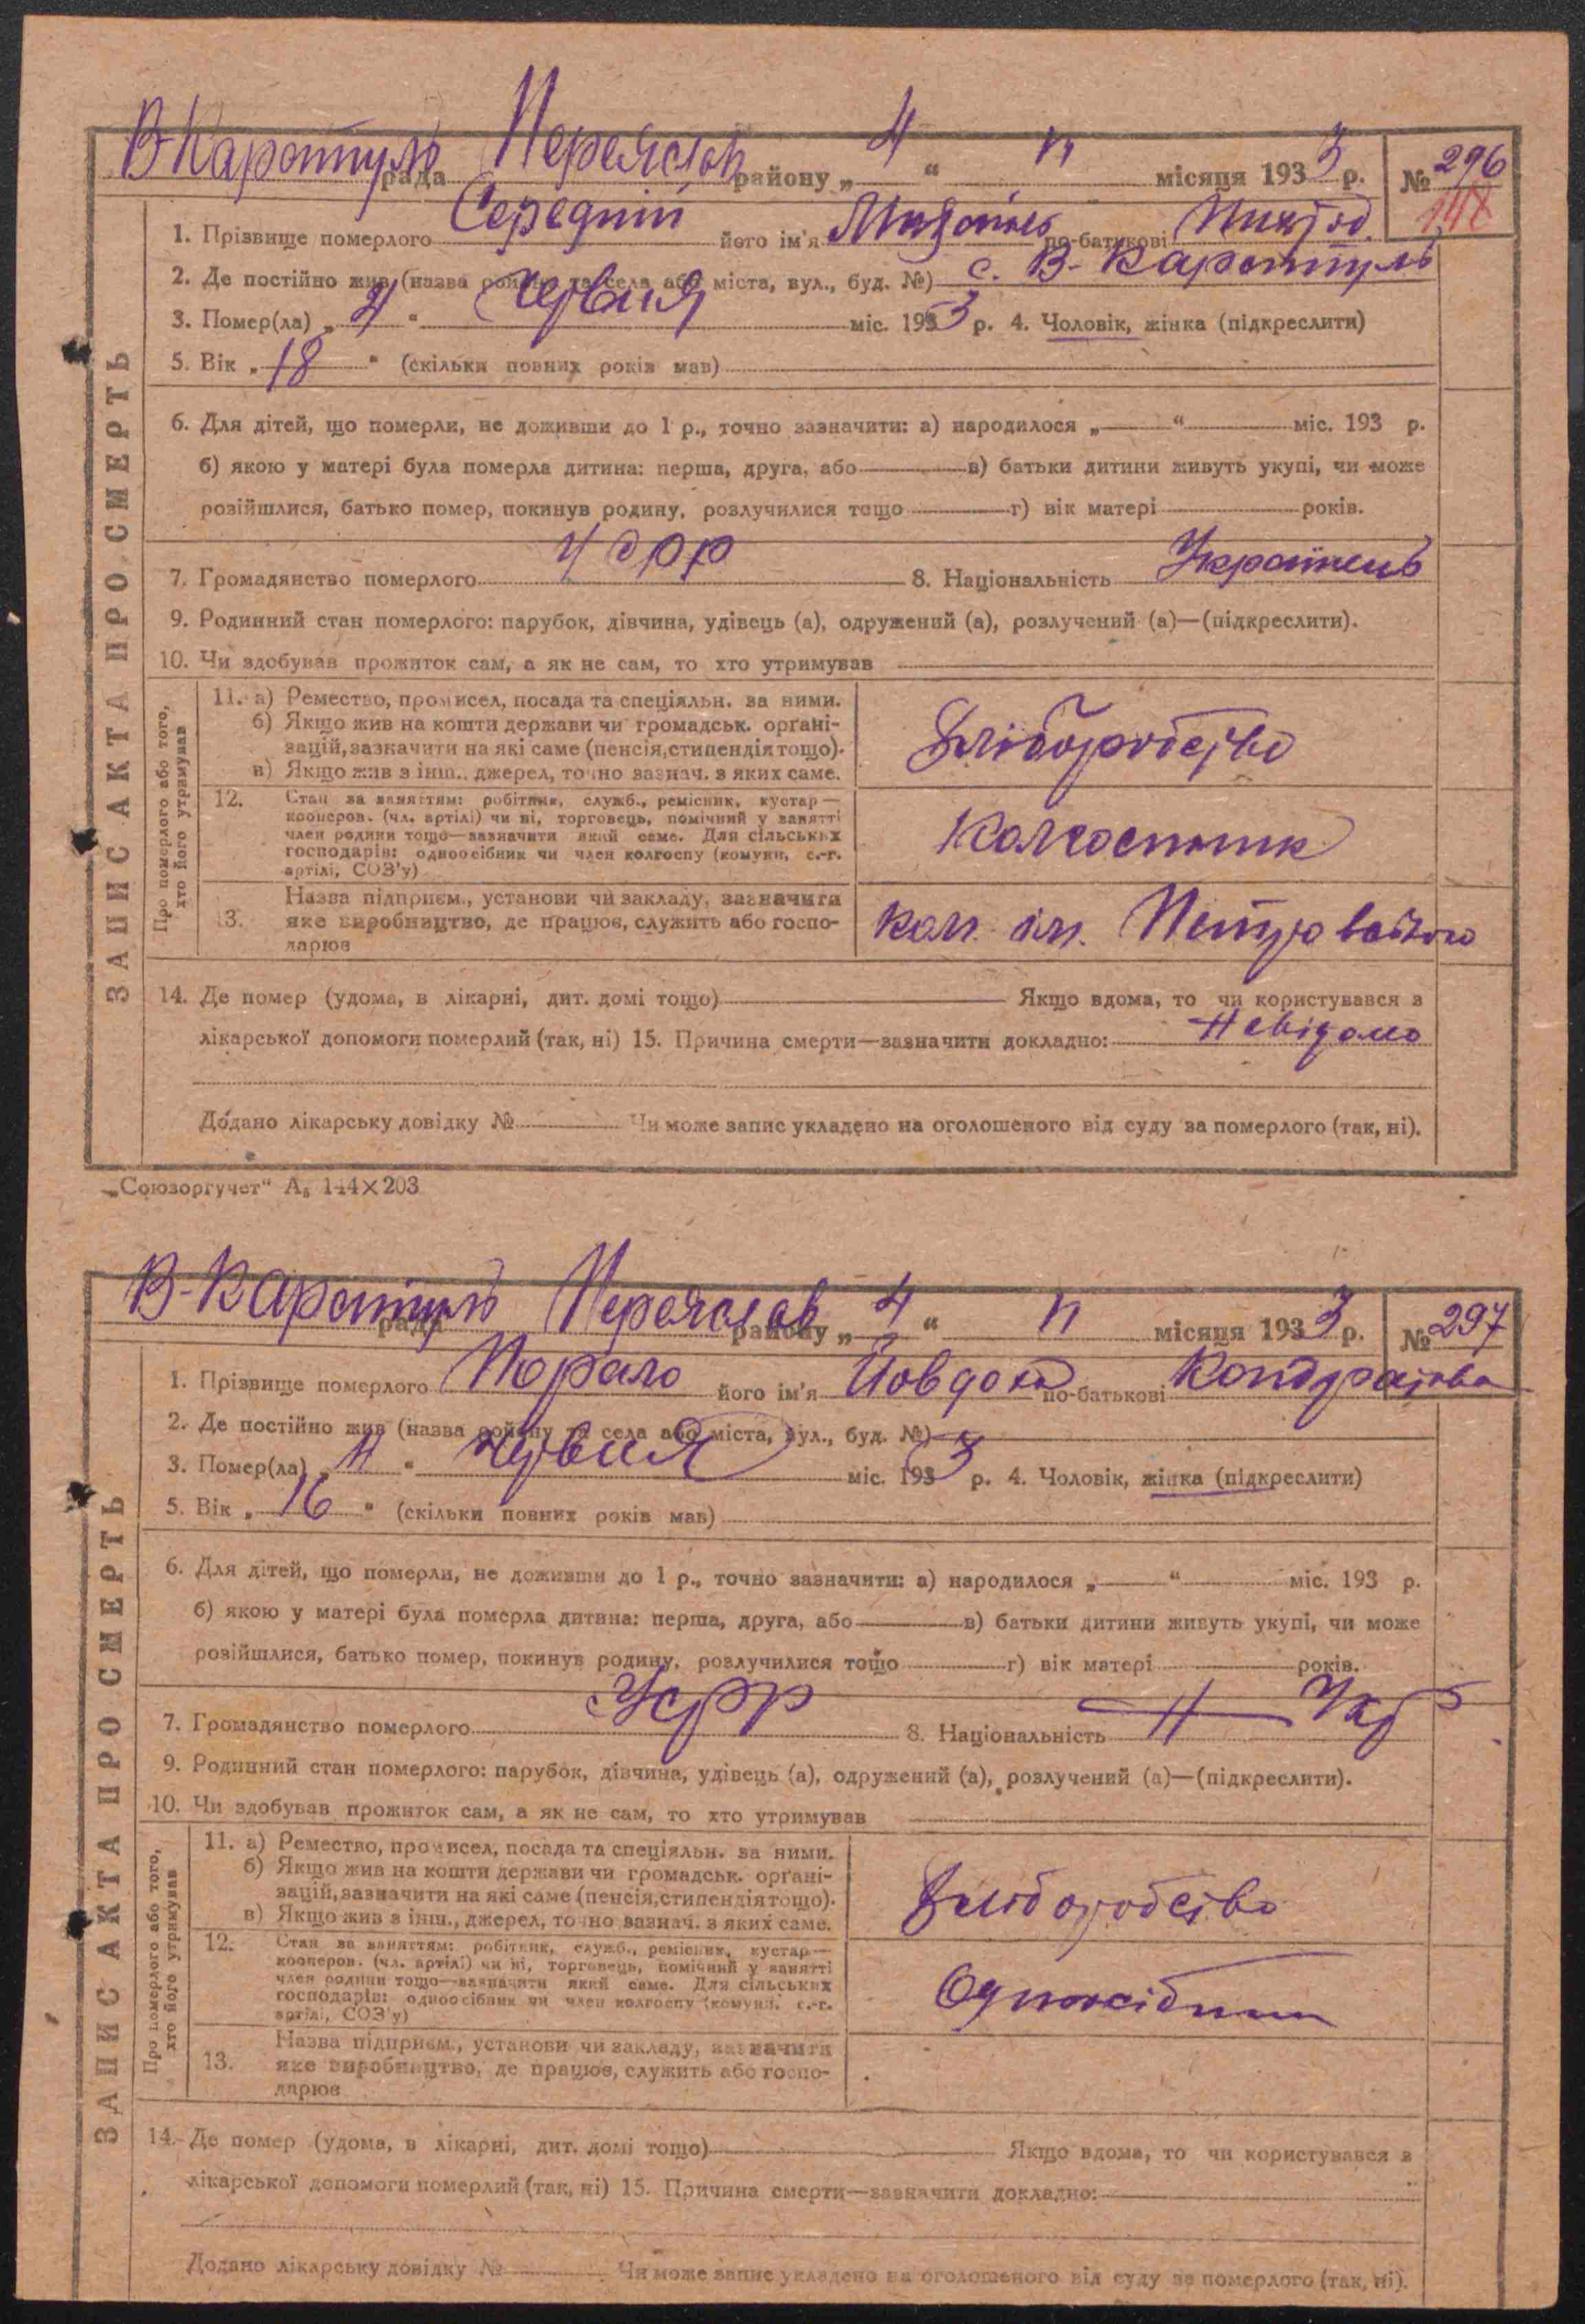 В-Каратуль рада Переяслав району „ 4 “ п місяця 1933 р. № 296
148
1. Прізвище померлого Середній його ім'я по-батькові
2. Де постійно жив (назва району та села або міста, вул., буд. №) с. В-Каратуль
3. Помер(ла) „ 4 “ Червня міс. 1933 р. 4. Чоловік, жінка (підкреслити)
5. Вік „ 18 “ (скільки повних років мав)
6. Для дітей, що померли, не доживши до 1 р., точно зазначити: а) народилося „ “ міс. 193 р.
б) якою у матері була померла дитина: перша, друга, або в) батьки дитини живуть укупі, чи може
розійшлися, батько помер, покинув родину, розлучилися тощо г) вік матері років.
7. Громадянство померлого УСРР 8. Національність Українець
9. Родинний стан померлого: парубок, дівчина, удівець (а), одружений (а), розлучений (а)—(підкреслити).
10. Чи здобував прожиток сам, а як не сам, то хто утримував
ЗАПИС АКТА ПРО СМЕРТЬ
Про померлого або того, хто його утримував
11. а) Ремество, промисел, посада та спеціяльн. за ними.
б) Якщо жив на кошти держави чи громадськ. орґані-
зацій, зазначити на які саме (пенсія, стипендія тощо).
в) Якщо жив з інш., джерел, точно зазнач. з яких саме.
Хліборобство
12. Стан за заняттям: робітник, служб., ремісник, кустар—
кооперов. (чл. артілі) чи ні, торговець, помічний у занятті
член родини тощо—зазначити який саме. Для сільських
господарів: одноосібник чи член колгоспу (комуни, с.-г.
артілі, СОЗ'у)
Колгоспник
13. Назва підприєм., установи чи закладу, зазначити
яке виробництво, де працює, служить або госпо-
дарює
Кол. ім. Петровського
14. Де помер (удома, в лікарні, дит. домі тощо) Якщо вдома, то чи користувався з
лікарської допомоги померлий (так, ні) 15. Причина смерти—зазначити докладно: Невідомо
Додано лікарську довідку № Чи може запис укладено на оголошеного від суду за померлого (так, ні).
„Союзоргучет“ А₅ 144×203
В-Каратуль рада Переяслав району „ 4 “ п місяця 1933 р. № 297
1. Прізвище померлого його ім'я Йовдоха по-батькові Кондратова
2. Де постійно жив (назва району та села або міста, вул., буд. №)
3. Помер(ла) „ 4 “ Червня міс. 1933 р. 4. Чоловік, жінка (підкреслити)
5. Вік „ 16 “ (скільки повних років мав)
6. Для дітей, що померли, не доживши до 1 р., точно зазначити: а) народилося „ “ міс. 193 р.
б) якою у матері була померла дитина: перша, друга, або в) батьки дитини живуть укупі, чи може
розійшлися, батько помер, покинув родину, розлучилися тощо г) вік матері років.
7. Громадянство померлого УСРР 8. Національність Укр
9. Родинний стан померлого: парубок, дівчина, удівець (а), одружений (а), розлучений (а)—(підкреслити).
10. Чи здобував прожиток сам, а як не сам, то хто утримував
ЗАПИС АКТА ПРО СМЕРТЬ
Про померлого або того, хто його утримував
11. а) Ремество, промисел, посада та спеціяльн. за ними.
б) Якщо жив на кошти держави чи громадськ. орґані-
зацій, зазначити на які саме (пенсія, стипендія тощо).
в) Якщо жив з інш., джерел, точно зазнач. з яких саме.
Хліборобство
12. Стан за заняттям: робітник, служб., ремісник, кустар—
кооперов. (чл. артілі) чи ні, торговець, помічний у занятті
член родини тощо—зазначити який саме. Для сільських
господарів: одноосібник чи член колгоспу (комуни, с.-г.
артілі, СОЗ'у)
Одноосібник
13. Назва підприєм., установи чи закладу, зазначити
яке виробництво, де працює, служить або госпо-
дарює
14. Де помер (удома, в лікарні, дит. домі тощо) Якщо вдома, то чи користувався з
лікарської допомоги померлий (так, ні) 15. Причина смерти—зазначити докладно:
Додано лікарську довідку № Чи може запис укладено на оголошеного від суду за померлого (так, ні).